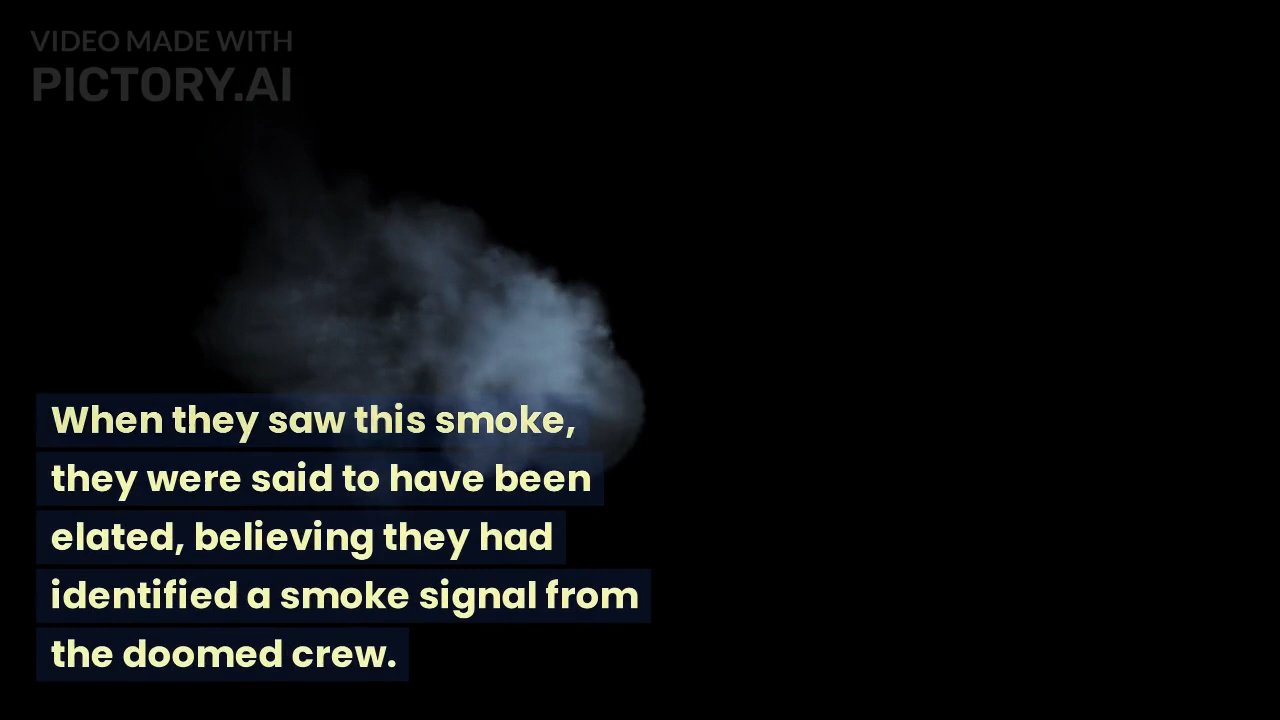 VIDEO MADE WITH
PICTORY.AI
When they saw this smoke,
they were said to have been
elated, believing they had
identified a smoke signal from
the doomed crew.